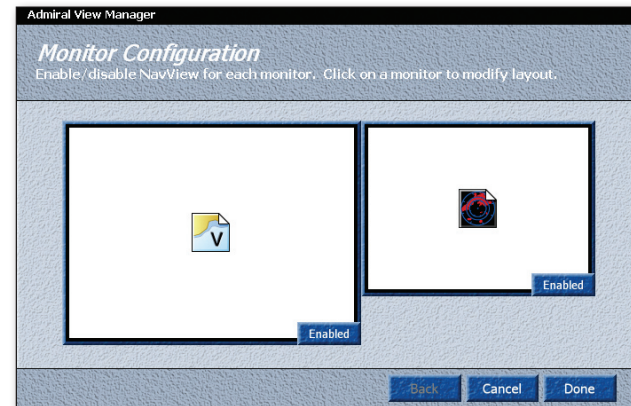 Admiral View Manager
Monitor Configuration
Enable/disable NavView for each monitor. Click on a monitor to modify layout.
V
Enabled
Enabled
Back Cancel Done